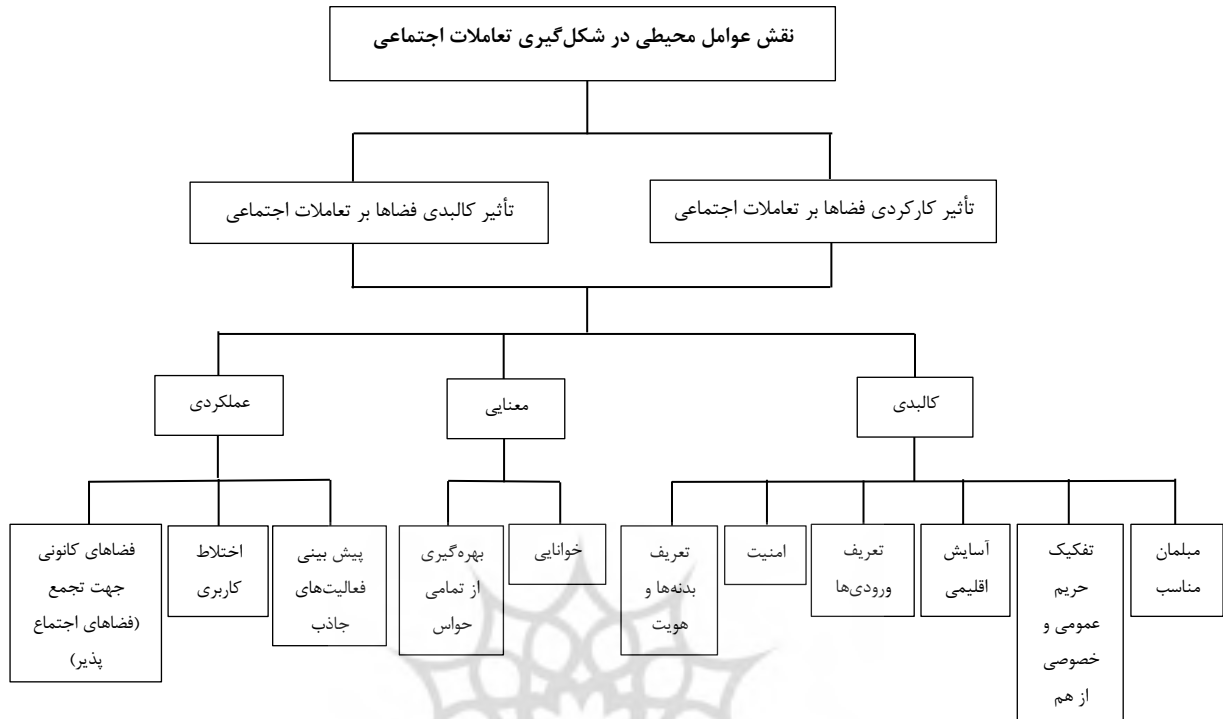 نقش عوامل محیطی در شکل‌گیری تعاملات اجتماعی
تأثیر کارکردی فضاها بر تعاملات اجتماعی
تأثیر کالبدی فضاها بر تعاملات اجتماعی
کالبدی
معنایی
عملکردی
مبلمان
مناسب
تفکیک
حریم
عمومی و
خصوصی
از هم
آسایش
اقلیمی
تعریف
ورودی‌ها
امنیت
تعریف
بدنه‌ها و
هویت
خوانایی
بهره‌گیری
از تمامی
حواس
پیش بینی
فعالیت‌های
جاذب
اختلاط
کاربری
فضاهای کانونی
جهت تجمع
(فضاهای اجتماع
پذیر)